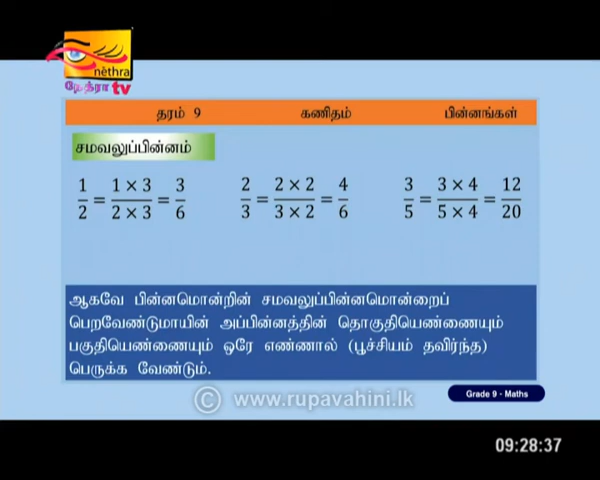 nēthra
நேத்ரா tv
தரம் 9 கணிதம் பின்னங்கள்
சமவலுப்பின்னம்
1/2 = 1 × 3/2 × 3 = 3/6 2/3 = 2 × 2/3 × 2 = 4/6 3/5 = 3 × 4/5 × 4 = 12/20
ஆகவே பின்னமொன்றின் சமவலுப்பின்னமொன்றைப்
பெறவேண்டுமாயின் அப்பின்னத்தின் தொகுதியெண்ணையும்
பகுதியெண்ணையும் ஒரே எண்ணால் (பூச்சியம் தவிர்ந்த)
பெருக்க வேண்டும்.
Grade 9 - Maths
© www.rupavahini.lk
09:28:37